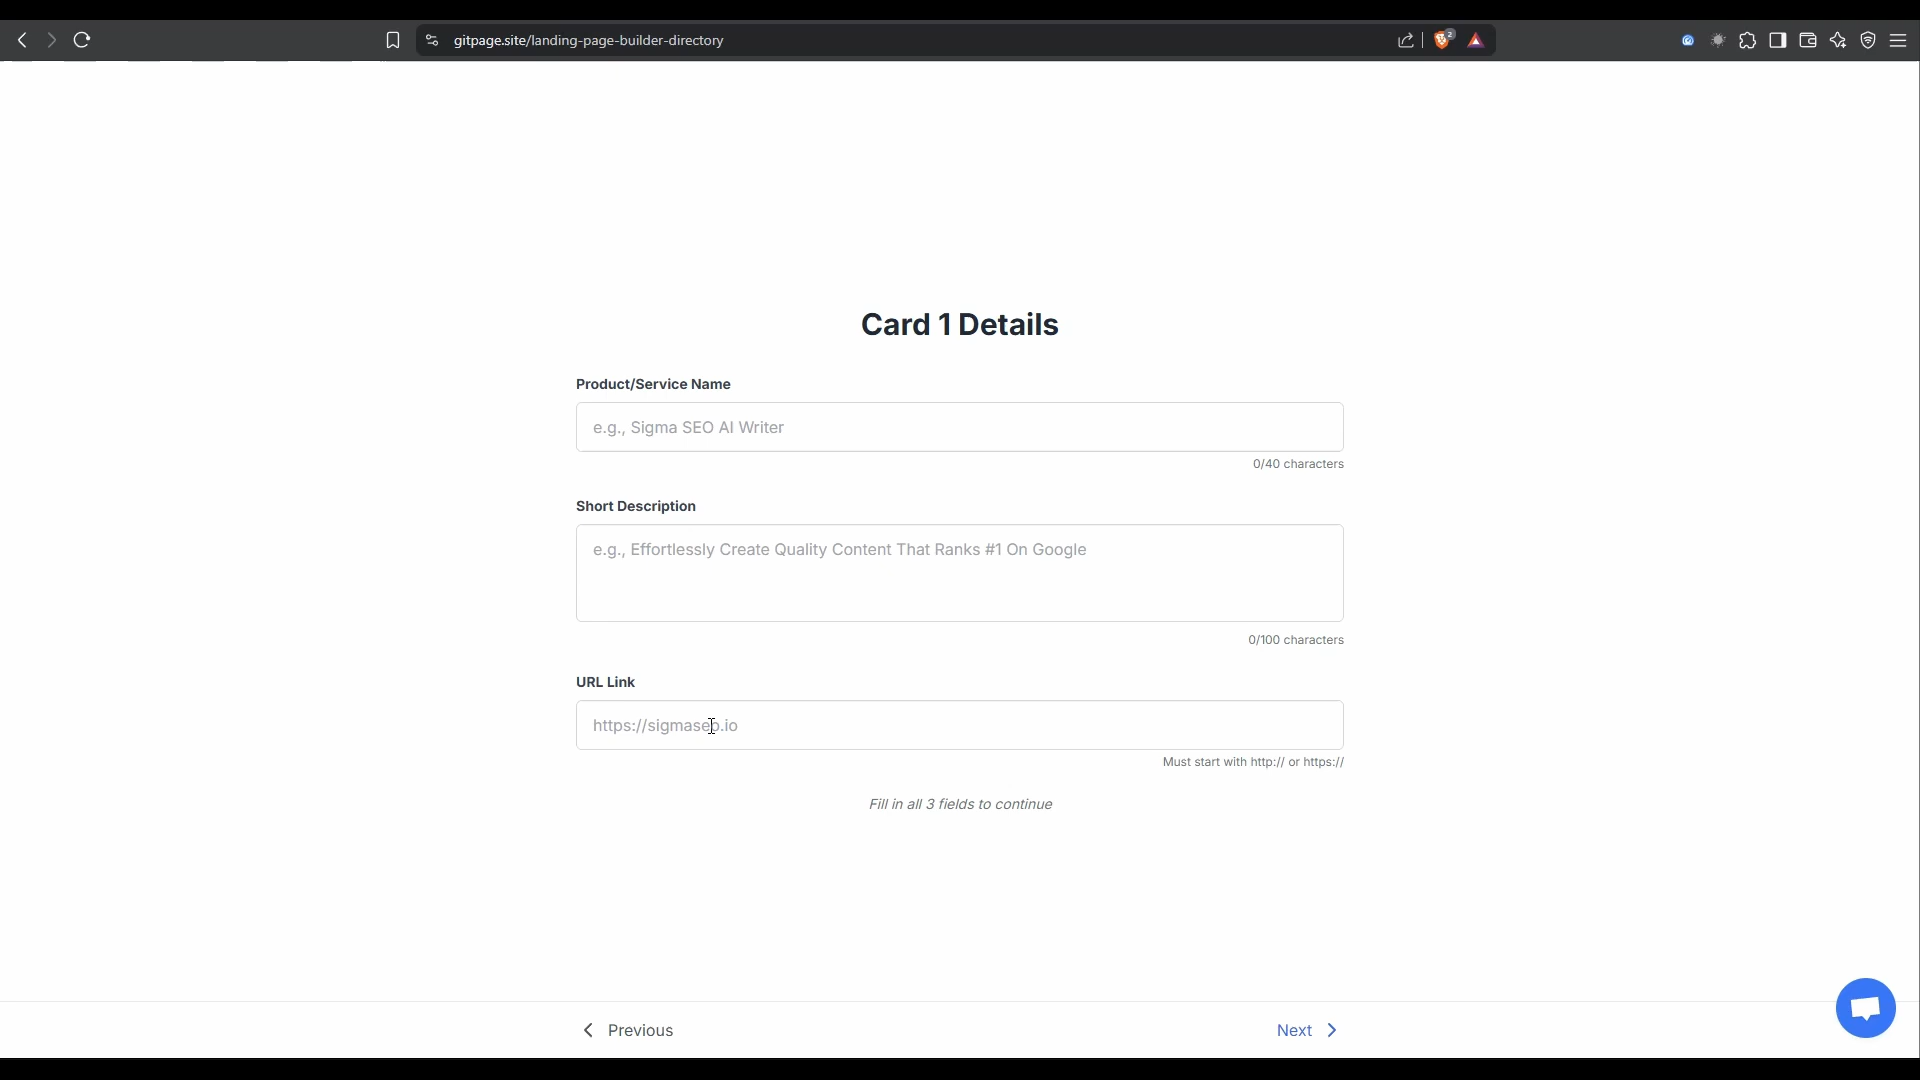 gitpage.site/landing-page-builder-directory
2
Card 1 Details
Product/Service Name
e.g., Sigma SEO AI Writer
0/40 characters
Short Description
e.g., Effortlessly Create Quality Content That Ranks #1 On Google
0/100 characters
URL Link
https://sigmaseo.io
Must start with http:// or https://
Fill in all 3 fields to continue
Previous
Next